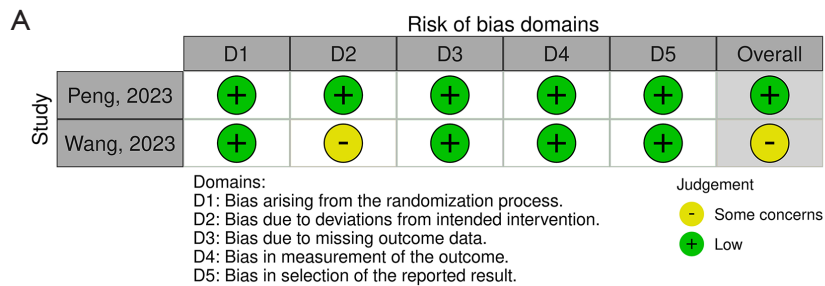 A
Risk of bias domains
D1 D2 D3 D4 D5 Overall
Study
Peng, 2023 + + + + + +
Wang, 2023 + - + + + -
Domains:
D1: Bias arising from the randomization process.
D2: Bias due to deviations from intended intervention.
D3: Bias due to missing outcome data.
D4: Bias in measurement of the outcome.
D5: Bias in selection of the reported result.
Judgement
- Some concerns
+ Low